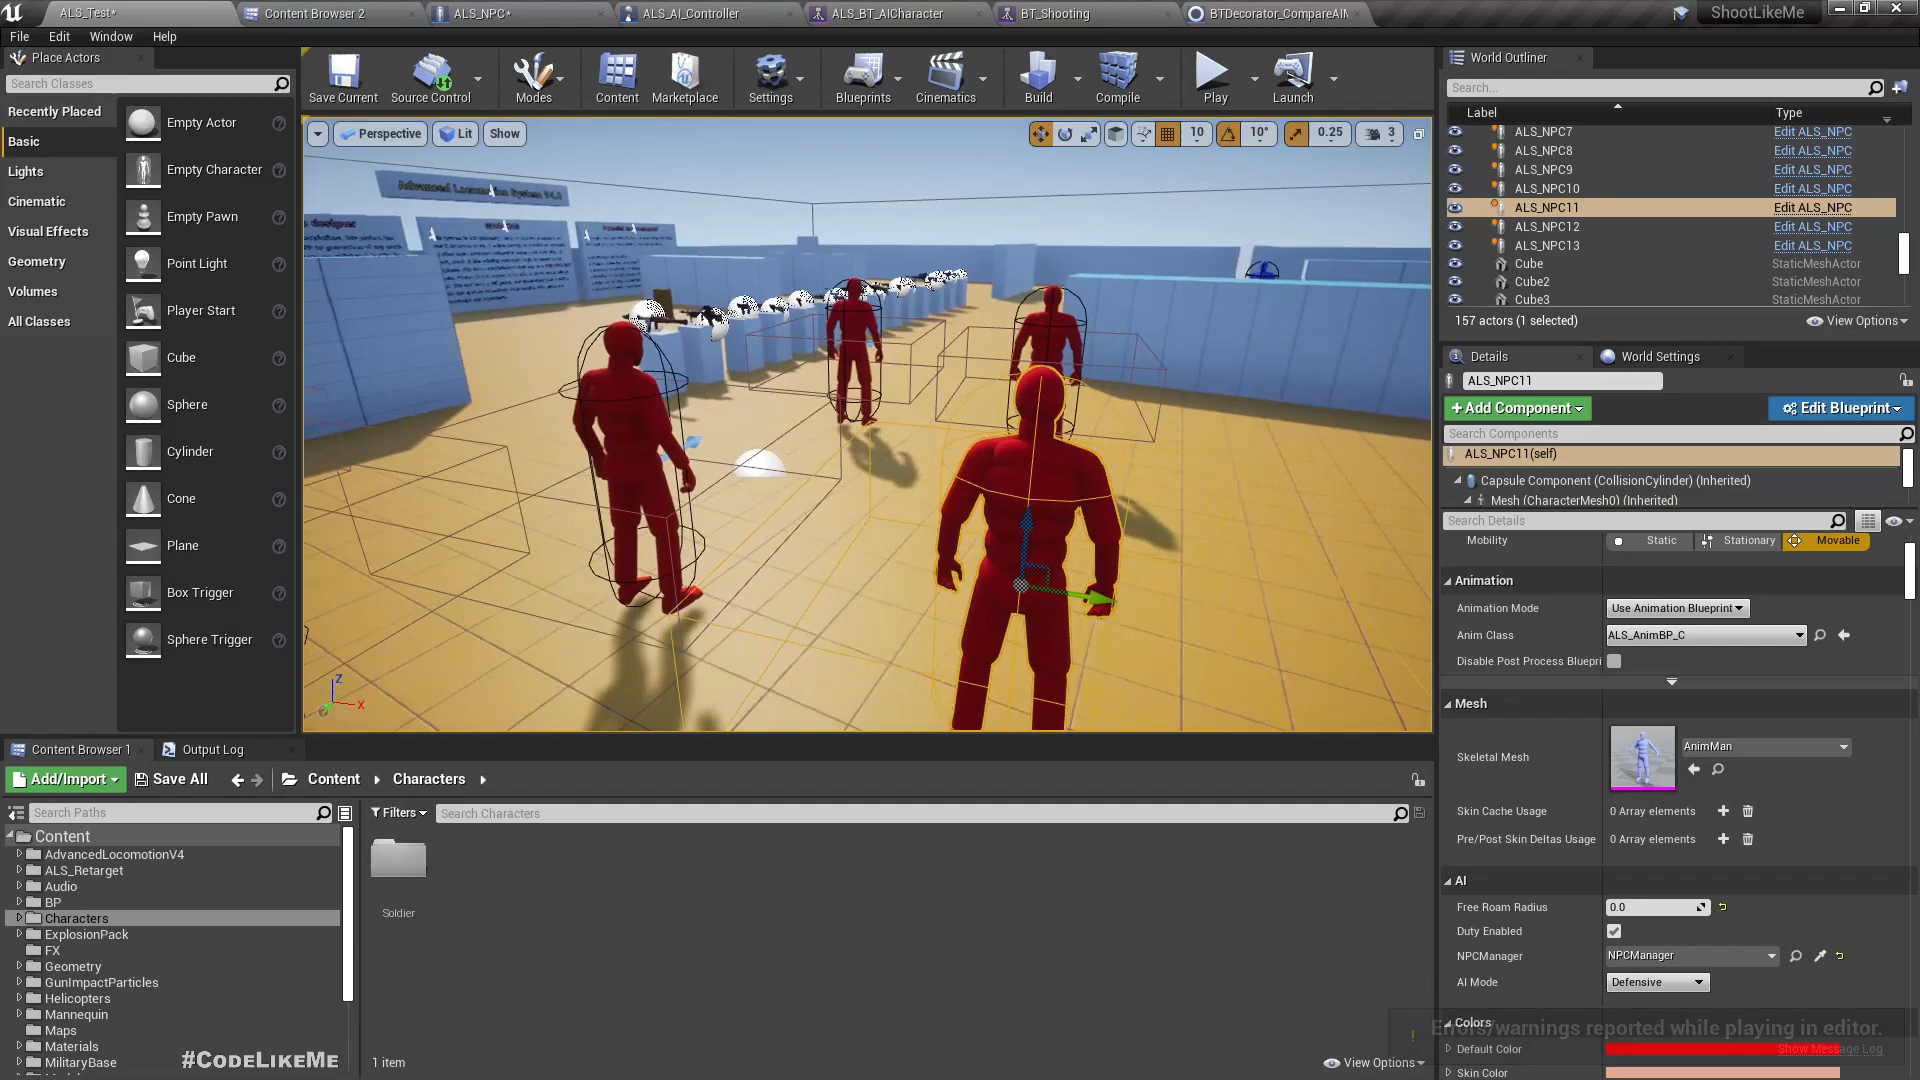 ALS_Test*
Content Browser 2
ALS_NPC*
ALS_AI_Controller
ALS_BT_AICharacter
BT_Shooting
BTDecorator_CompareAIM
ShootLikeMe
File
Edit
Window
Help
Place Actors
Search Classes
Recently Placed
Basic
Lights
Cinematic
Visual Effects
Geometry
Volumes
All Classes
Empty Actor
Empty Character
Empty Pawn
Point Light
Player Start
Cube
Sphere
Cylinder
Cone
Plane
Box Trigger
Sphere Trigger
Save Current
Source Control
Modes
Content
Marketplace
Settings
Blueprints
Cinematics
Build
Compile
Play
Launch
Perspective
Lit
Show
10
10°
0.25
3
Advanced Locomotion System V4.0
Z
X
World Outliner
Search...
Label
Type
ALS_NPC7
Edit ALS_NPC
ALS_NPC8
Edit ALS_NPC
ALS_NPC9
Edit ALS_NPC
ALS_NPC10
Edit ALS_NPC
ALS_NPC11
Edit ALS_NPC
ALS_NPC12
Edit ALS_NPC
ALS_NPC13
Edit ALS_NPC
Cube
StaticMeshActor
Cube2
StaticMeshActor
Cube3
StaticMeshActor
157 actors (1 selected)
View Options
Details
World Settings
ALS_NPC11
+Add Component
Edit Blueprint
Search Components
ALS_NPC11(self)
Capsule Component (CollisionCylinder) (Inherited)
Mesh (CharacterMesh0) (Inherited)
Search Details
Mobility
Static
Stationary
Movable
Animation
Animation Mode
Use Animation Blueprint
Anim Class
ALS_AnimBP_C
Disable Post Process Bluepri
Mesh
Skeletal Mesh
AnimMan
Skin Cache Usage
0 Array elements
Pre/Post Skin Deltas Usage
0 Array elements
AI
Free Roam Radius
0.0
Duty Enabled
NPCManager
NPCManager
AI Mode
Defensive
Colors
Errors/warnings reported while playing in editor.
Default Color
Show Message Log
Skin Color
Content Browser 1
Output Log
Add/Import
Save All
Content
Characters
Search Paths
Filters
Search Characters
Content
AdvancedLocomotionV4
ALS_Retarget
Audio
BP
Characters
ExplosionPack
FX
Geometry
GunImpactParticles
Helicopters
Mannequin
Maps
Materials
MilitaryBase
Soldier
#CODELIKEME
1 item
View Options